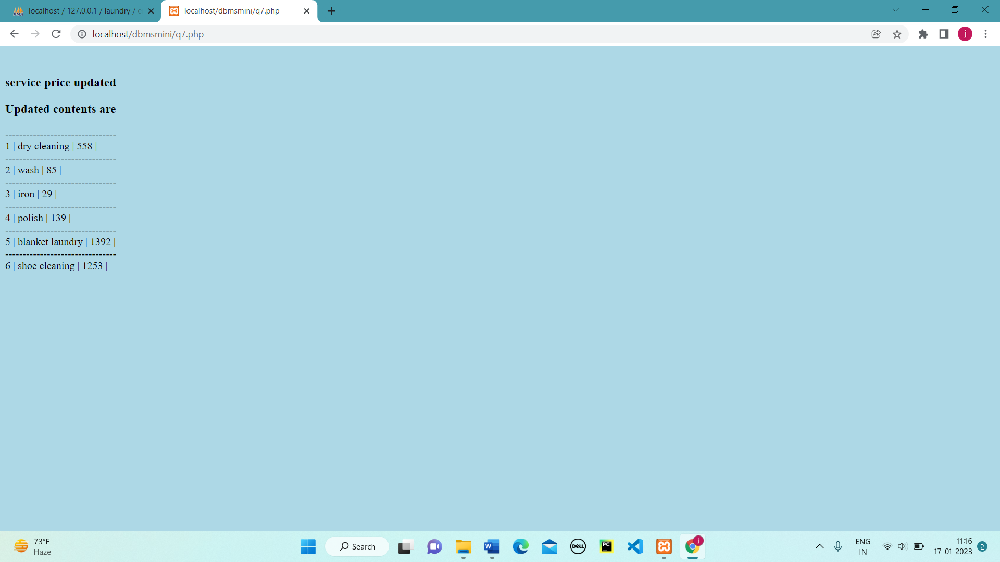 localhost / 127.0.0.1 / laundry / e
localhost/dbmsmini/q7.php
localhost/dbmsmini/q7.php
j
service price updated
Updated contents are
--------------------------------
1 | dry cleaning | 558 |
--------------------------------
2 | wash | 85 |
--------------------------------
3 | iron | 29 |
--------------------------------
4 | polish | 139 |
--------------------------------
5 | blanket laundry | 1392 |
--------------------------------
6 | shoe cleaning | 1253 |
73°F
Haze
Search
W
DELL
PC
j
ENG
IN
11:16
17-01-2023
2